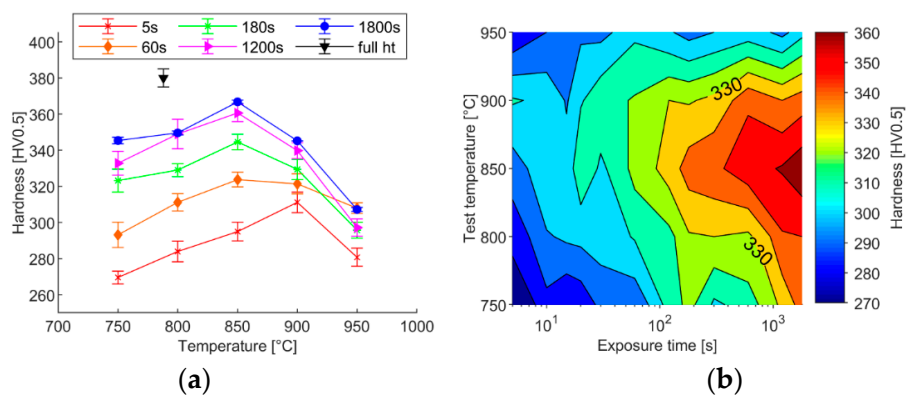 5s 180s 1800s
60s 1200s full ht
400
380
360
340
320
300
280
260
Hardness [HV0.5]
700 750 800 850 900 950 1000
Temperature [°C]
(a)
950
900
850
800
750
Test temperature [°C]
330
330
10¹ 10² 10³
Exposure time [s]
360
350
340
330
320
310
300
290
280
270
Hardness [HV0.5]
(b)